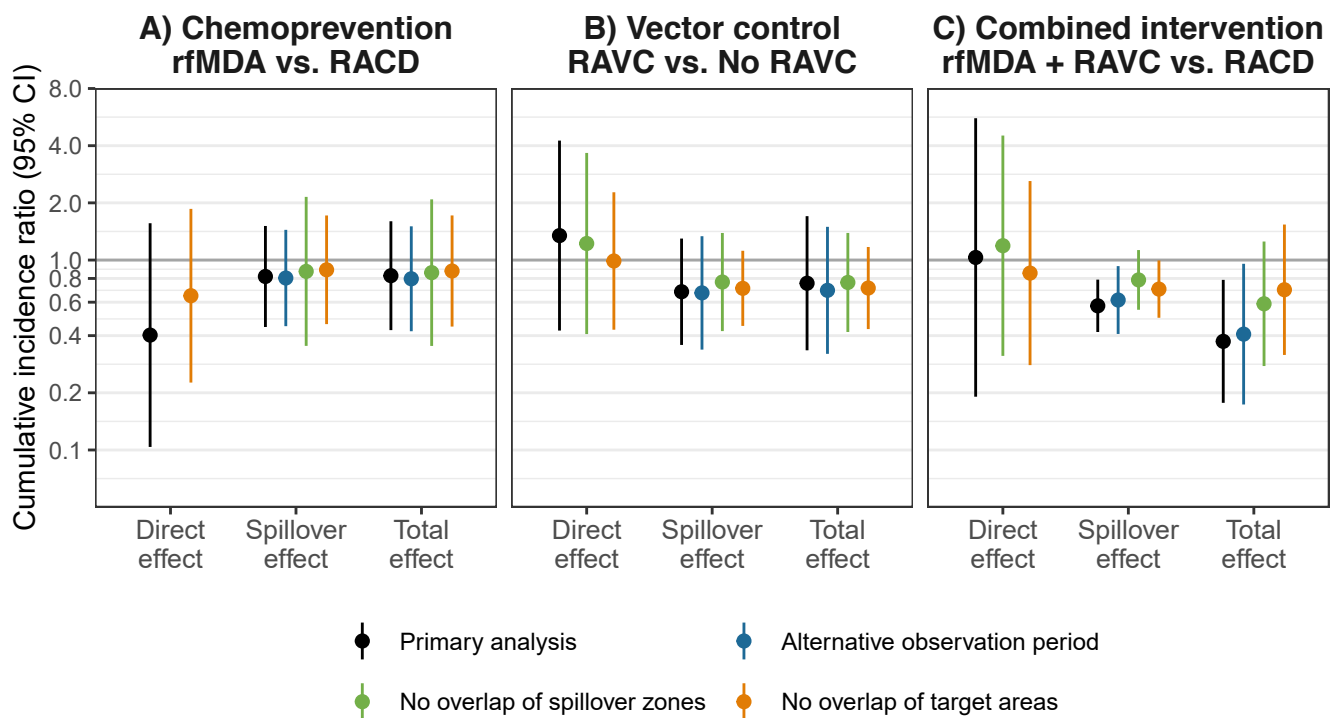 A) Chemoprevention
rfMDA vs. RACD
B) Vector control
RAVC vs. No RAVC
C) Combined intervention
rfMDA + RAVC vs. RACD
Cumulative incidence ratio (95% CI)
8.0
4.0
2.0
1.0
0.8
0.6
0.4
0.2
0.1
Direct
effect
Spillover
effect
Total
effect
Direct
effect
Spillover
effect
Total
effect
Direct
effect
Spillover
effect
Total
effect
Primary analysis
Alternative observation period
No overlap of spillover zones
No overlap of target areas